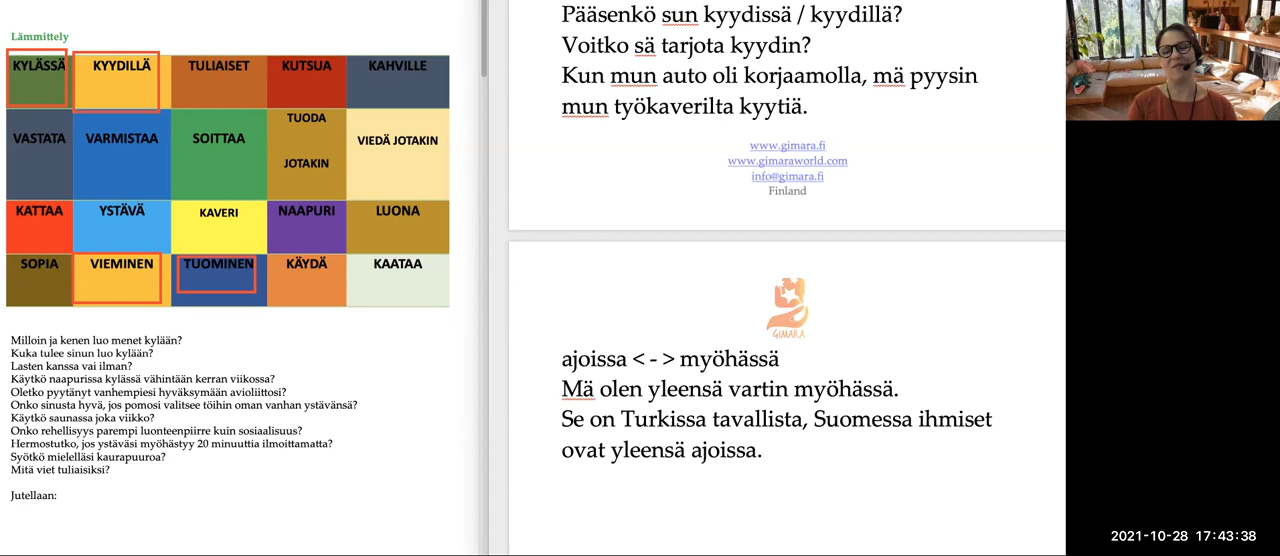 Lämmittely
KYLÄSSÄ KYYDILLÄ TULIAISET KUTSUA KAHVILLE
VASTATA VARMISTAA SOITTAA TUODA JOTAKIN VIEDÄ JOTAKIN
KATTAA YSTÄVÄ KAVERI NAAPURI LUONA
SOPIA VIEMINEN TUOMINEN KÄYDÄ KAATAA
Milloin ja kenen luo menet kylään?
Kuka tulee sinun luo kylään?
Lasten kanssa vai ilman?
Käytkö naapurissa kylässä vähintään kerran viikossa?
Oletko pyytänyt vanhempiesi hyväksymään avioliittosi?
Onko sinusta hyvä, jos pomosi valitsee töihin oman vanhan ystävänsä?
Käytkö saunassa joka viikko?
Onko rehellisyys parempi luonteenpiirre kuin sosiaalisuus?
Hermostutko, jos ystäväsi myöhästyy 20 minuuttia ilmoittamatta?
Syötkö mielelläsi kaurapuuroa?
Mitä viet tuliaisiksi?
Jutellaan:
Pääsenkö sun kyydissä / kyydillä?
Voitko sä tarjota kyydin?
Kun mun auto oli korjaamolla, mä pyysin
mun työkaverilta kyytiä.
www.gimara.fi
www.gimaraworld.com
info@gimara.fi
Finland
GIMARA
ajoissa < - > myöhässä
Mä olen yleensä vartin myöhässä.
Se on Turkissa tavallista, Suomessa ihmiset
ovat yleensä ajoissa.
2021-10-28 17:43:38